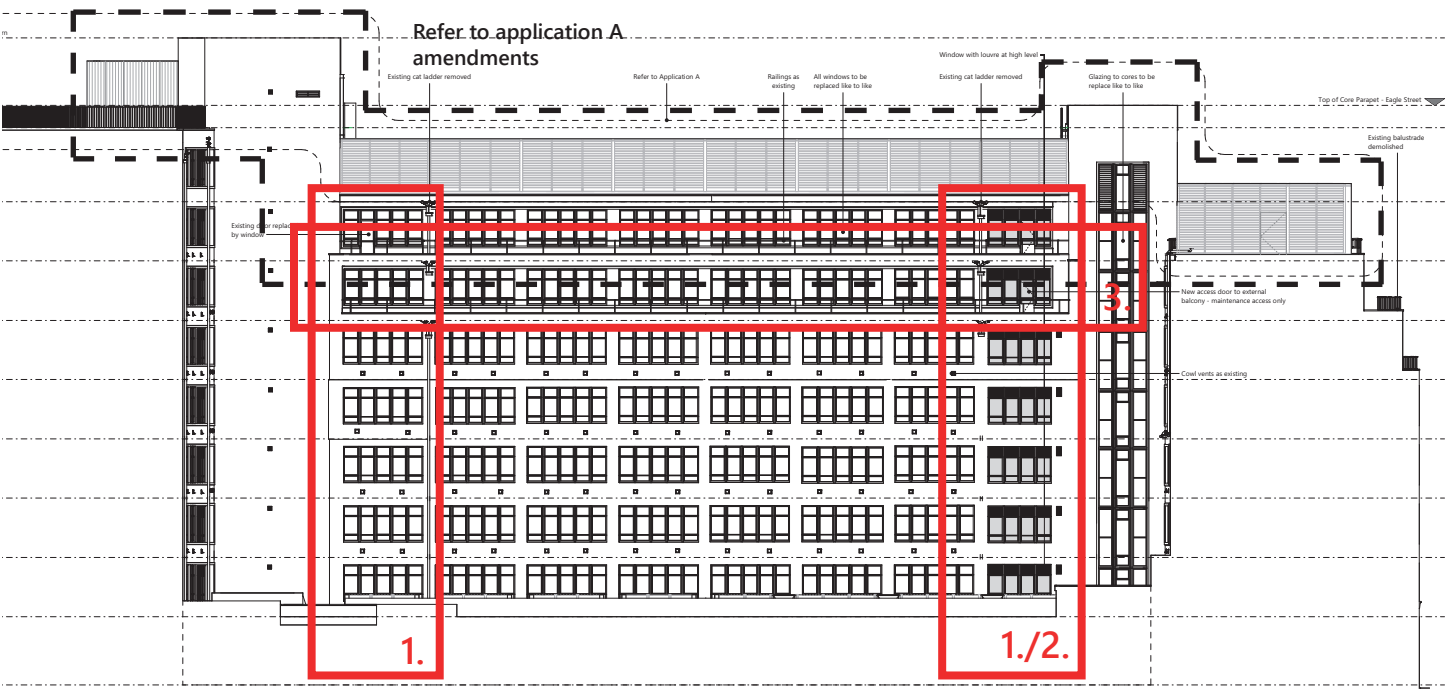 m
Refer to application A
amendments
Existing cat ladder removed
Refer to Application A
Railings as
existing
All windows to be
replaced like to like
Window with louvre at high level
Existing cat ladder removed
Glazing to cores to be
replace like to like
Top of Core Parapet - Eagle Street
Existing balustrade
demolished
Existing door replac
by window
3.
New access door to external
balcony - maintenance access only
Cowl vents as existing
1.
1./2.